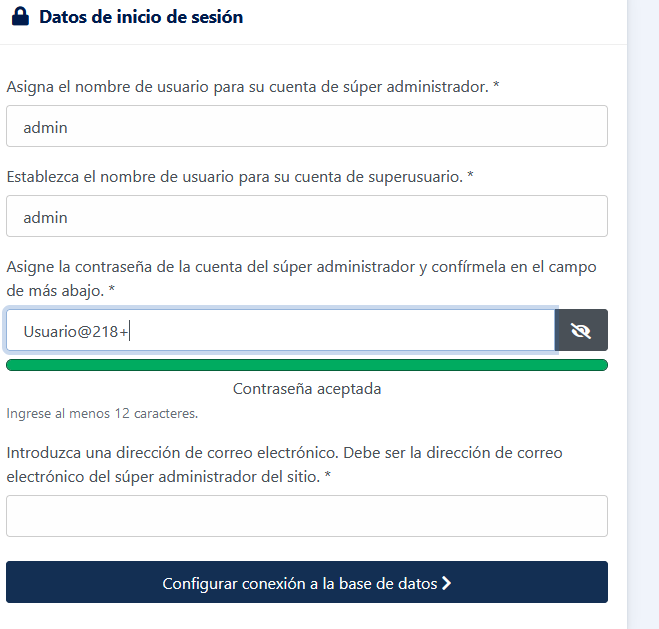 Datos de inicio de sesión
Asigna el nombre de usuario para su cuenta de súper administrador. *
admin
Establezca el nombre de usuario para su cuenta de superusuario. *
admin
Asigne la contraseña de la cuenta del súper administrador y confírmela en el campo
de más abajo. *
Usuario@218+
Contraseña aceptada
Ingrese al menos 12 caracteres.
Introduzca una dirección de correo electrónico. Debe ser la dirección de correo
electrónico del súper administrador del sitio. *
Configurar conexión a la base de datos